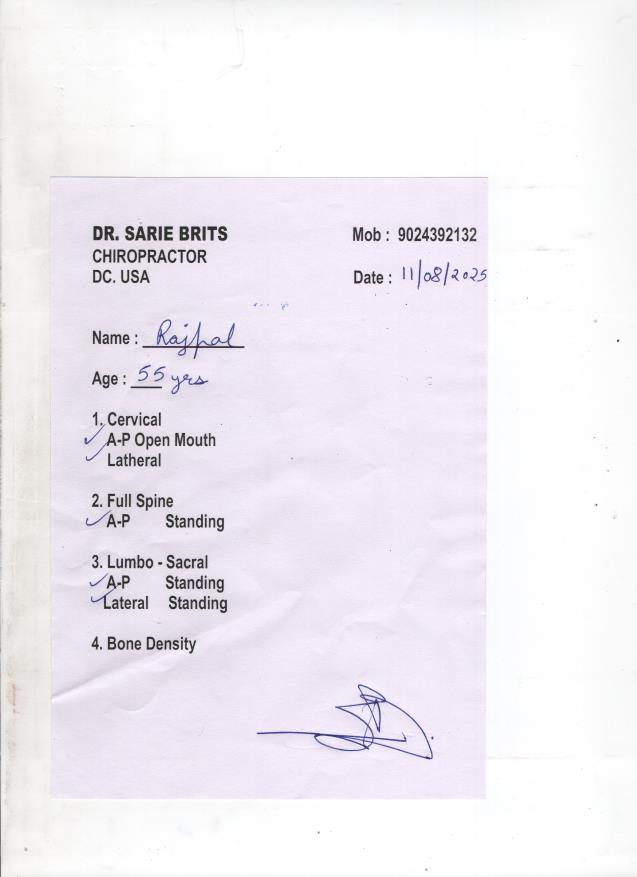 DR. SARIE BRITS
CHIROPRACTOR
DC. USA
Mob : 9024392132
Date : 11/08/2025
Name : Rajpal
Age : 55 yrs
1. Cervical
✓ A-P Open Mouth
✓ Latheral
2. Full Spine
✓ A-P Standing
3. Lumbo - Sacral
✓ A-P Standing
✓ Lateral Standing
4. Bone Density